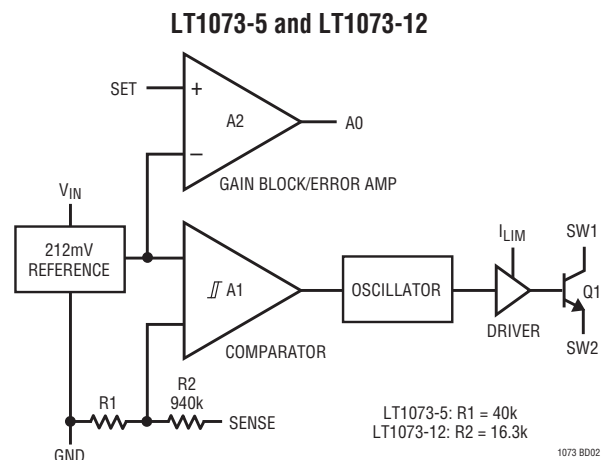 LT1073-5 and LT1073-12
SET
+
A2
A0
−
GAIN BLOCK/ERROR AMP
VIN
212mV
REFERENCE
A1
COMPARATOR
OSCILLATOR
ILIM
DRIVER
SW1
Q1
SW2
R1
R2
940k
SENSE
GND
LT1073-5: R1 = 40k
LT1073-12: R2 = 16.3k
1073 BD02